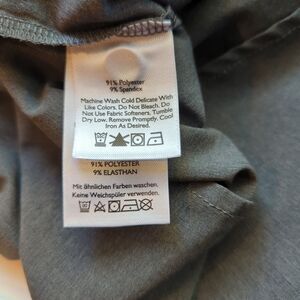 91% Polyester
9% Spandex
Machine Wash Cold Delicate With
Like Colors. Do Not Bleach. Do
Not Use Fabric Softeners, Tumble
Dry Low. Remove Promptly. Cool
Iron As Desired.
91% POLYESTER
9% ELASTHAN
Mit ähnlichen Farben waschen.
Keine Weichspüler verwenden.